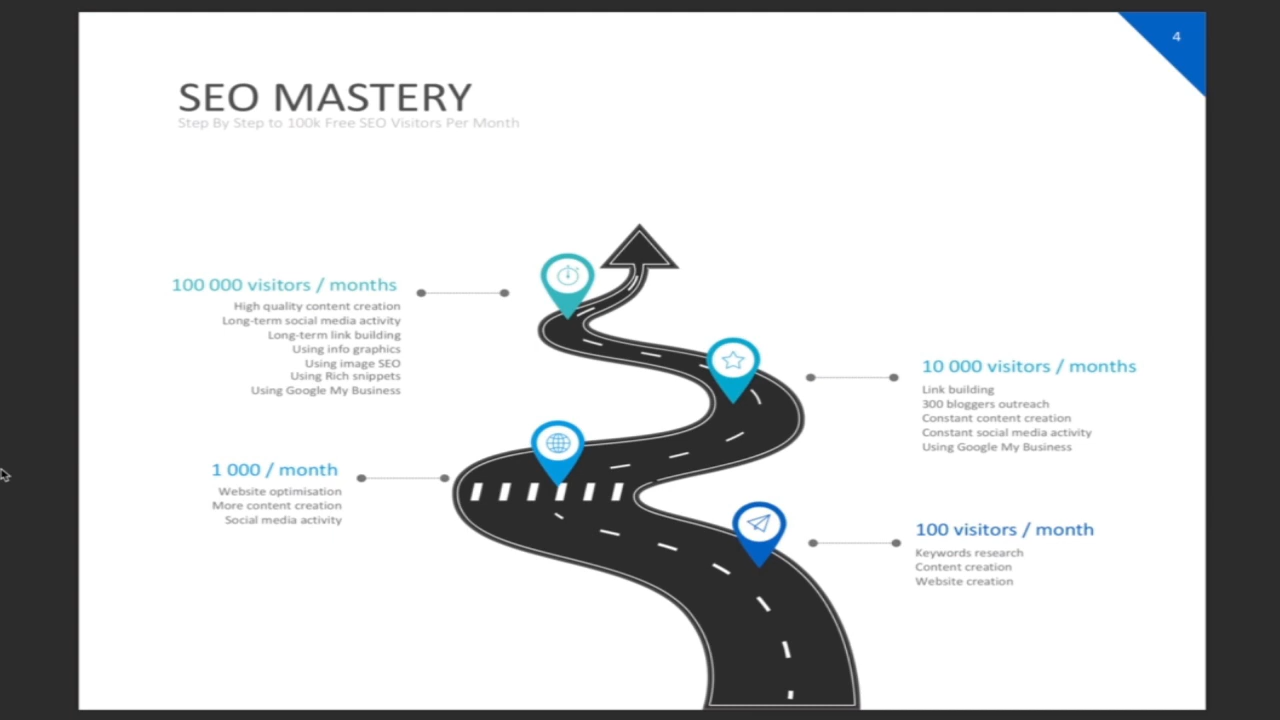 4
SEO MASTERY
Step By Step to 100k Free SEO Visitors Per Month
100 000 visitors / months
High quality content creation
Long-term social media activity
Long-term link building
Using info graphics
Using image SEO
Using Rich snippets
Using Google My Business
10 000 visitors / months
Link building
300 bloggers outreach
Constant content creation
Constant social media activity
Using Google My Business
1 000 / month
Website optimisation
More content creation
Social media activity
100 visitors / month
Keywords research
Content creation
Website creation